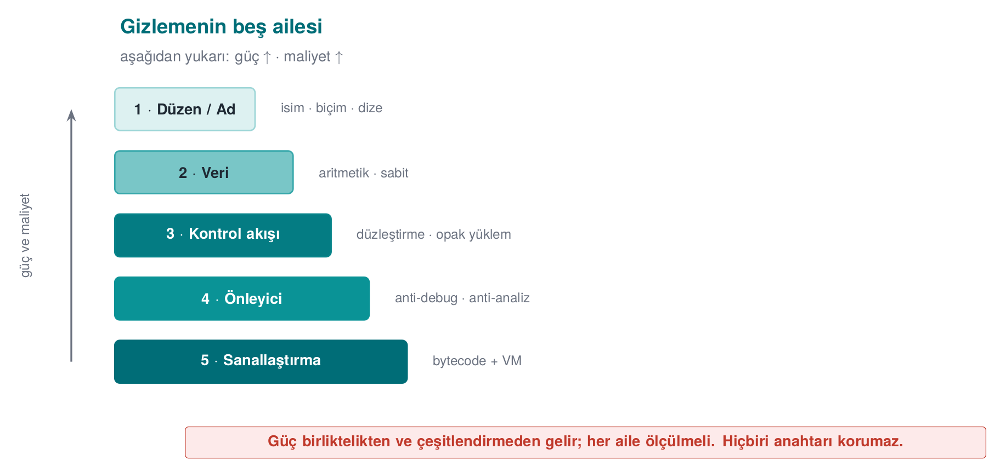 Gizlemenin beş ailesi
aşağıdan yukarı: güç ↑ · maliyet ↑
1 · Düzen / Ad
isim · biçim · dize
2 · Veri
aritmetik · sabit
3 · Kontrol akışı
düzleştirme · opak yüklem
4 · Önleyici
anti-debug · anti-analiz
5 · Sanallaştırma
bytecode + VM
güç ve maliyet
Güç birliktelikten ve çeşitlendirmeden gelir; her aile ölçülmeli. Hiçbiri anahtarı korumaz.